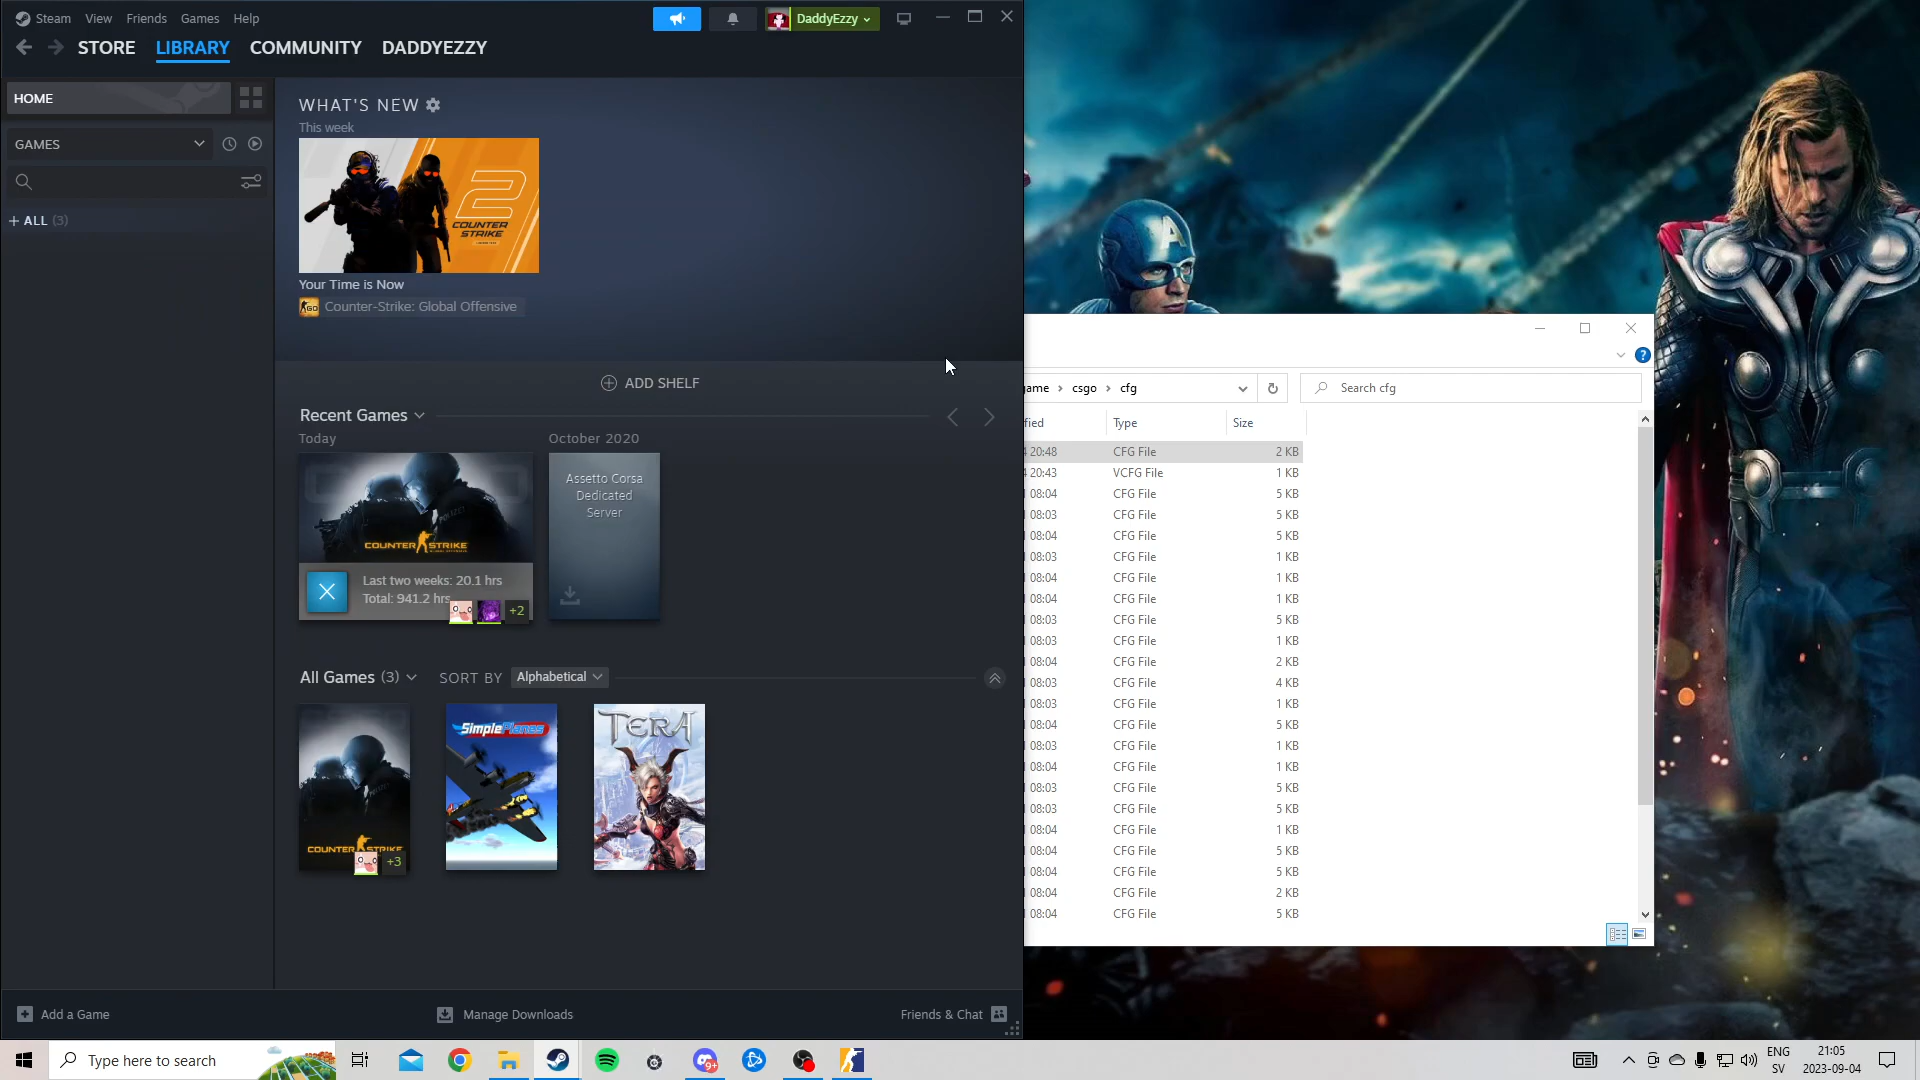 Steam View Friends Games Help
DaddyEzzy
STORE LIBRARY COMMUNITY DADDYEZZY
HOME
GAMES
+ ALL (3)
WHAT'S NEW
This week
2
COUNTER
STRIKE
Your Time is Now
GO
Counter-Strike: Global Offensive
ADD SHELF
Recent Games
Today
October 2020
COUNTER STRIKE
Last two weeks: 20.1 hrs
Total: 941.2 hrs
+2
Assetto Corsa
Dedicated
Server
All Games (3) SORT BY Alphabetical
COUNTER STRIKE
+3
SimplePlanes
TERA
Add a Game
Manage Downloads
Friends & Chat
ame > csgo > cfg
Search cfg
fied Type Size
20:48 CFG File 2 KB
20:43 VCFG File 1 KB
08:04 CFG File 5 KB
08:03 CFG File 5 KB
08:04 CFG File 5 KB
08:03 CFG File 1 KB
08:04 CFG File 1 KB
08:04 CFG File 1 KB
08:03 CFG File 5 KB
08:03 CFG File 1 KB
08:04 CFG File 2 KB
08:03 CFG File 4 KB
08:03 CFG File 1 KB
08:04 CFG File 5 KB
08:03 CFG File 1 KB
08:04 CFG File 1 KB
08:03 CFG File 5 KB
08:03 CFG File 5 KB
08:04 CFG File 1 KB
08:04 CFG File 5 KB
08:04 CFG File 5 KB
08:04 CFG File 2 KB
08:04 CFG File 5 KB
A
Type here to search
9+
ENG
SV
21:05
2023-09-04